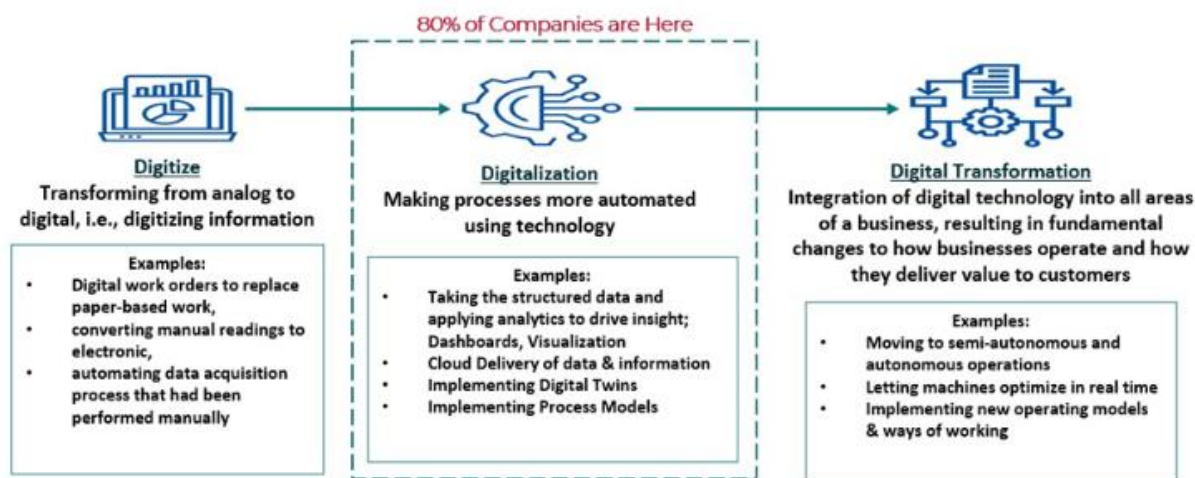 80% of Companies are Here
Digitize
Transforming from analog to
digital, i.e., digitizing information
Examples:
• Digital work orders to replace
paper-based work,
• converting manual readings to
electronic,
• automating data acquisition
process that had been
performed manually
Digitalization
Making processes more automated
using technology
Examples:
• Taking the structured data and
applying analytics to drive insight;
Dashboards, Visualization
• Cloud Delivery of data & information
• Implementing Digital Twins
• Implementing Process Models
Digital Transformation
Integration of digital technology into all areas
of a business, resulting in fundamental
changes to how businesses operate and how
they deliver value to customers
Examples:
• Moving to semi-autonomous and
autonomous operations
• Letting machines optimize in real time
• Implementing new operating models
& ways of working